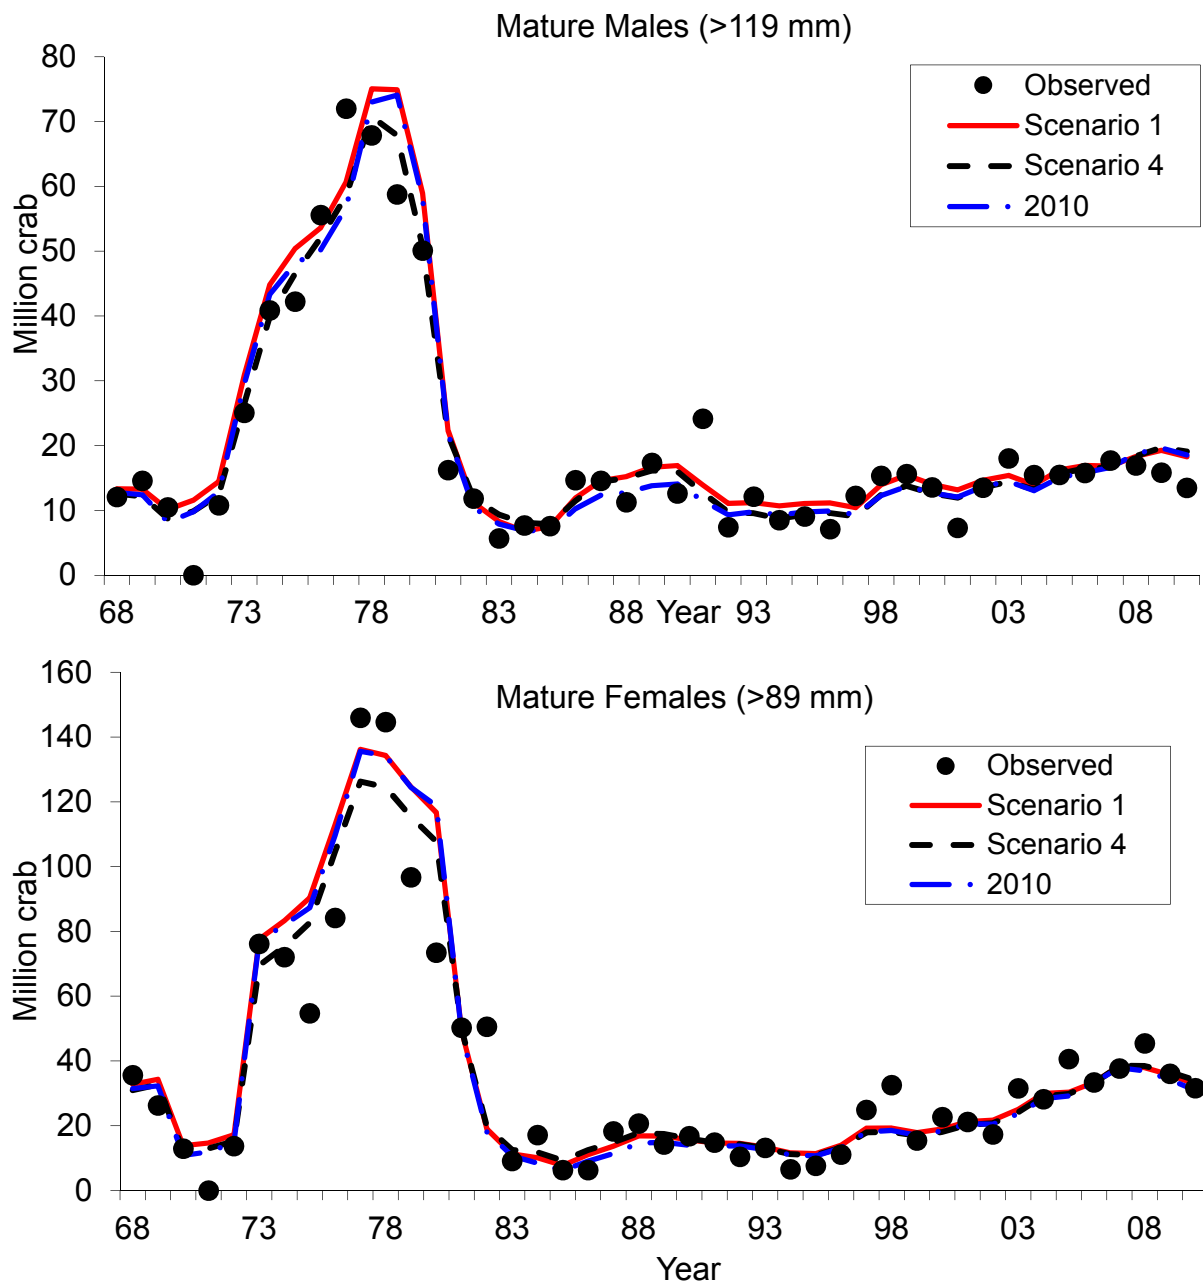 Mature Males (>119 mm)
80
70
60
50
40
30
20
10
0
Million crab
Observed
Scenario 1
Scenario 4
2010
68 73 78 83 88 Year 93 98 03 08
Mature Females (>89 mm)
160
140
120
100
80
60
40
20
0
Million crab
Observed
Scenario 1
Scenario 4
2010
68 73 78 83 88 93 98 03 08
Year